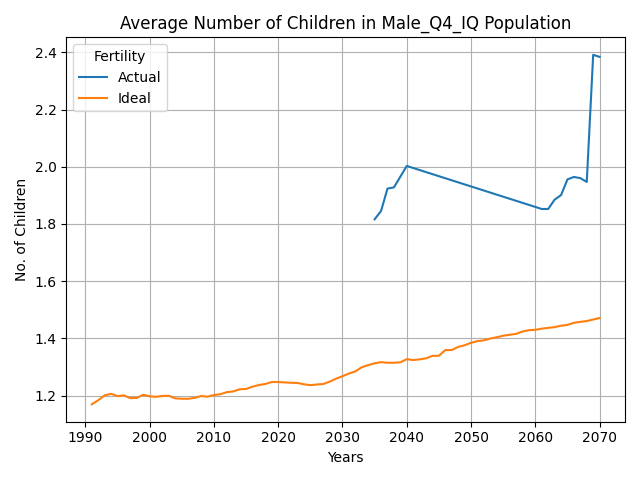 Average Number of Children in Male_Q4_IQ Population
Fertility
Actual
Ideal
No. of Children
2.4
2.2
2.0
1.8
1.6
1.4
1.2
1990 2000 2010 2020 2030 2040 2050 2060 2070
Years